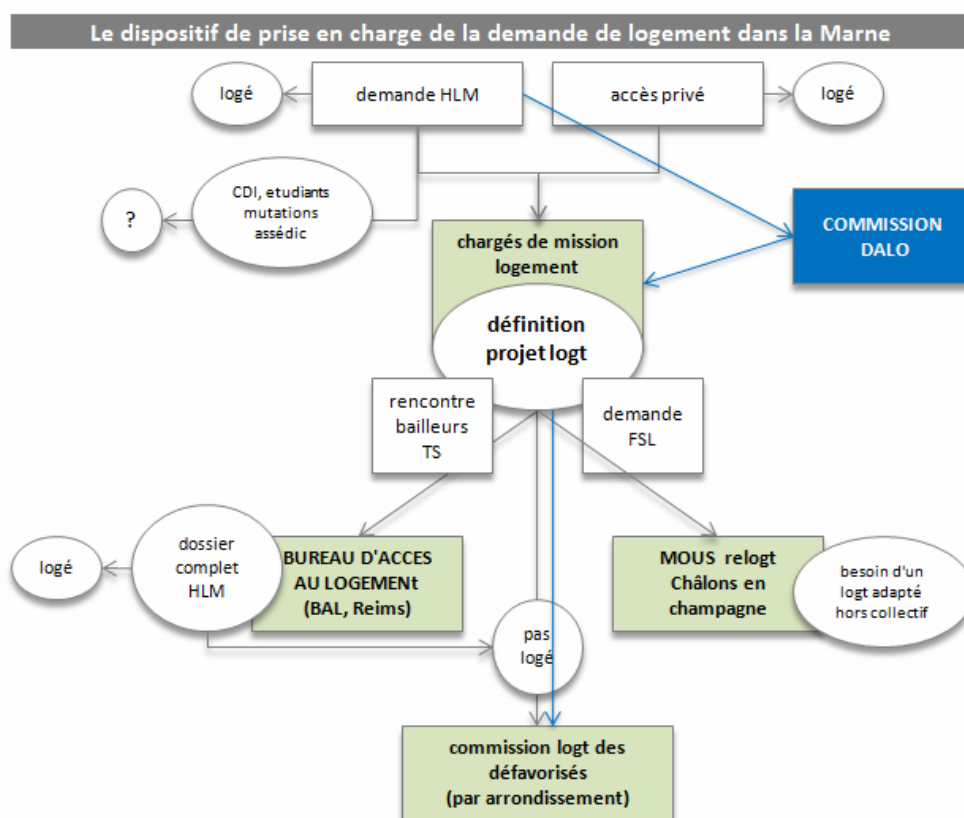 Le dispositif de prise en charge de la demande de logement dans la Marne
logé
demande HLM
accès privé
logé
?
CDI, etudiants
mutations
assédic
chargés de mission
logement
COMMISSION
DALO
définition
projet logt
rencontre
bailleurs
TS
demande
FSL
logé
dossier
complet
HLM
BUREAU D'ACCES
AU LOGEMENt
(BAL, Reims)
MOUS relogt
Châlons en
champagne
besoin d'un
logt adapté
hors collectif
pas
logé
commission logt des
défavorisés
(par arrondissement)